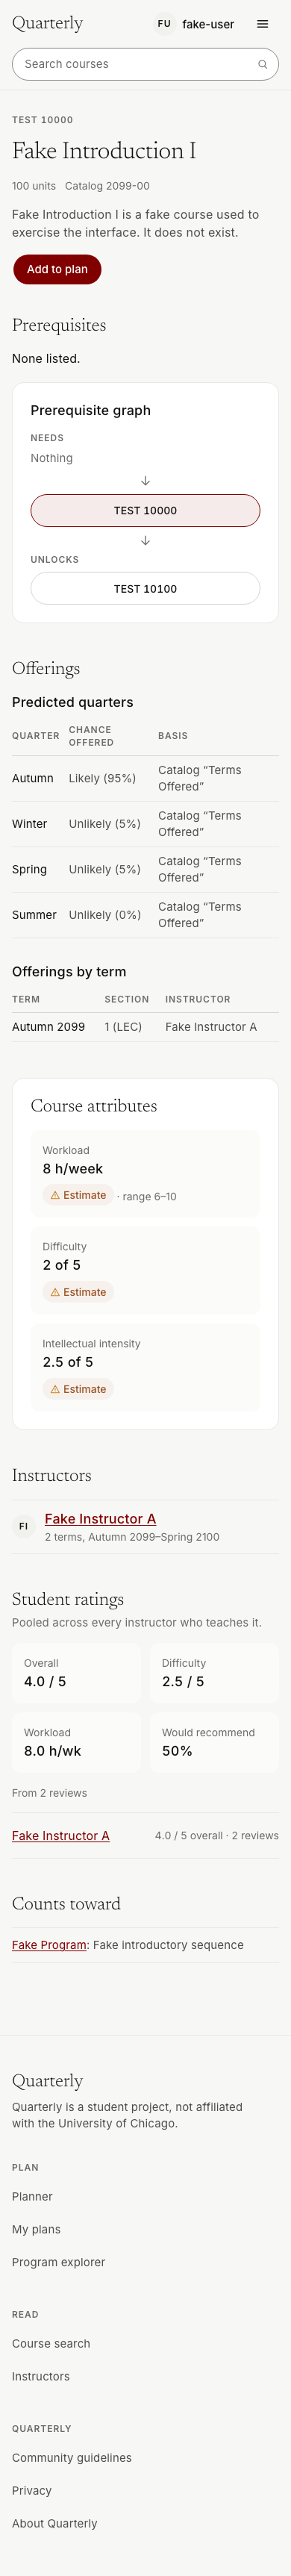 Quarterly
FU fake-user
Search courses
TEST 10000
Fake Introduction I
100 units Catalog 2099-00
Fake Introduction I is a fake course used to
exercise the interface. It does not exist.
Add to plan
Prerequisites
None listed.
Prerequisite graph
NEEDS
Nothing
TEST 10000
UNLOCKS
TEST 10100
Offerings
Predicted quarters
QUARTER CHANCE OFFERED BASIS
Autumn Likely (95%) Catalog “Terms Offered”
Winter Unlikely (5%) Catalog “Terms Offered”
Spring Unlikely (5%) Catalog “Terms Offered”
Summer Unlikely (0%) Catalog “Terms Offered”
Offerings by term
TERM SECTION INSTRUCTOR
Autumn 2099 1 (LEC) Fake Instructor A
Course attributes
Workload
8 h/week
Estimate · range 6–10
Difficulty
2 of 5
Estimate
Intellectual intensity
2.5 of 5
Estimate
Instructors
FI Fake Instructor A
2 terms, Autumn 2099–Spring 2100
Student ratings
Pooled across every instructor who teaches it.
Overall
4.0 / 5
Difficulty
2.5 / 5
Workload
8.0 h/wk
Would recommend
50%
From 2 reviews
Fake Instructor A 4.0 / 5 overall · 2 reviews
Counts toward
Fake Program: Fake introductory sequence
Quarterly
Quarterly is a student project, not affiliated
with the University of Chicago.
PLAN
Planner
My plans
Program explorer
READ
Course search
Instructors
QUARTERLY
Community guidelines
Privacy
About Quarterly